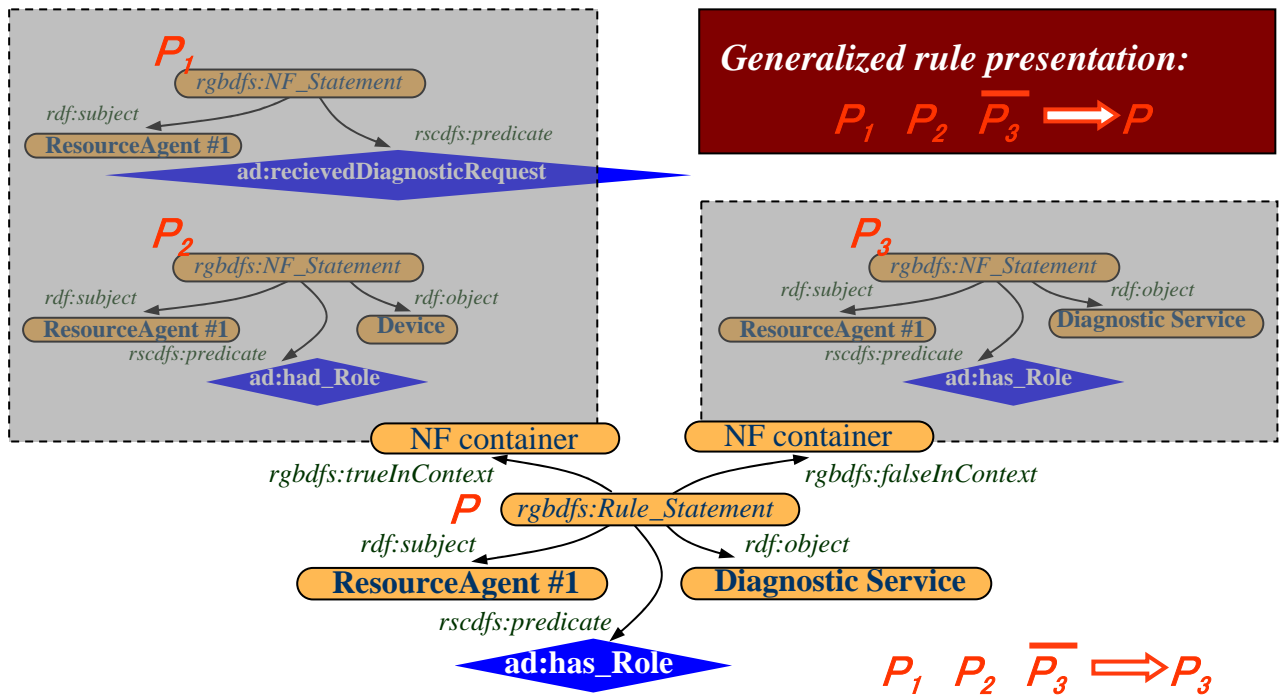 P1
rgbdfs:NF_Statement
rdf:subject
rscdfs:predicate
ResourceAgent #1
ad:recievedDiagnosticRequest
P2
rgbdfs:NF_Statement
rdf:subject
rdf:object
ResourceAgent #1
Device
rscdfs:predicate
ad:had_Role
NF container
Generalized rule presentation:
P1 P2 P̅3 ⟹ P
P3
rgbdfs:NF_Statement
rdf:subject
rdf:object
ResourceAgent #1
Diagnostic Service
rscdfs:predicate
ad:has_Role
NF container
rgbdfs:trueInContext
rgbdfs:falseInContext
P
rgbdfs:Rule_Statement
rdf:subject
rdf:object
ResourceAgent #1
Diagnostic Service
rscdfs:predicate
ad:has_Role
P1 P2 P̅3 ⟹ P3